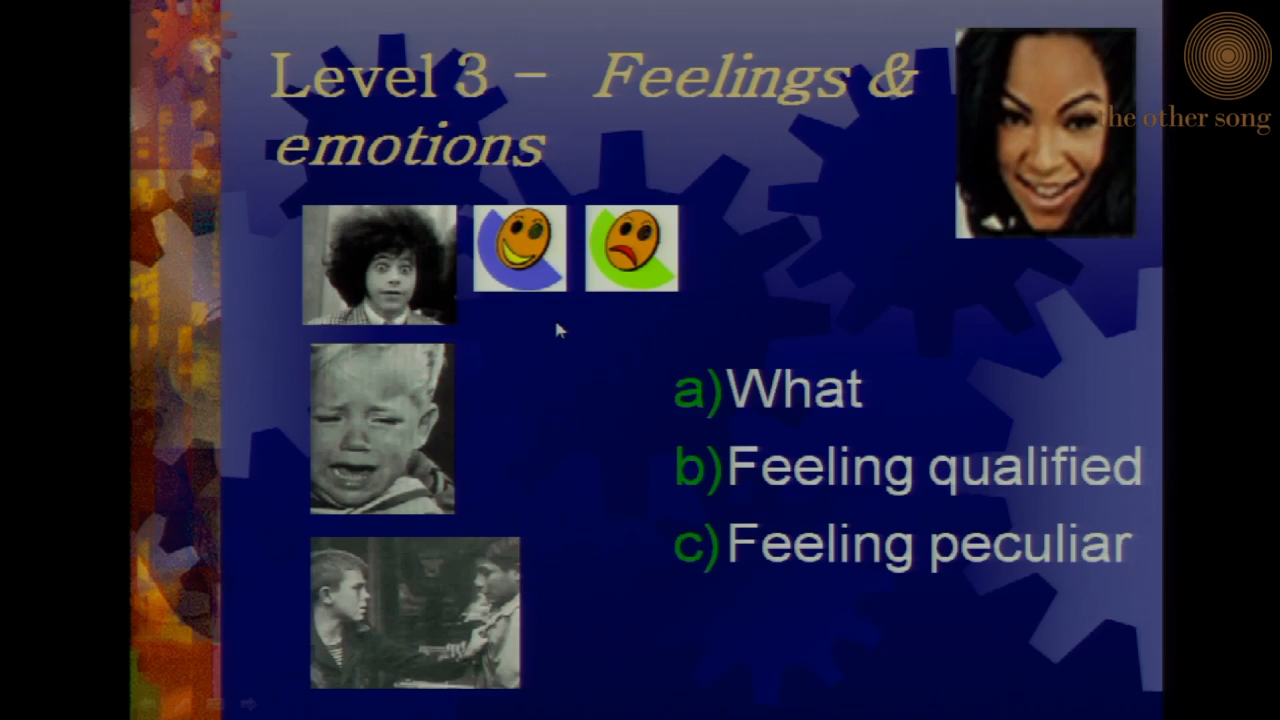 Level 3 – Feelings &
emotions
the other song
a)What
b)Feeling qualified
c)Feeling peculiar